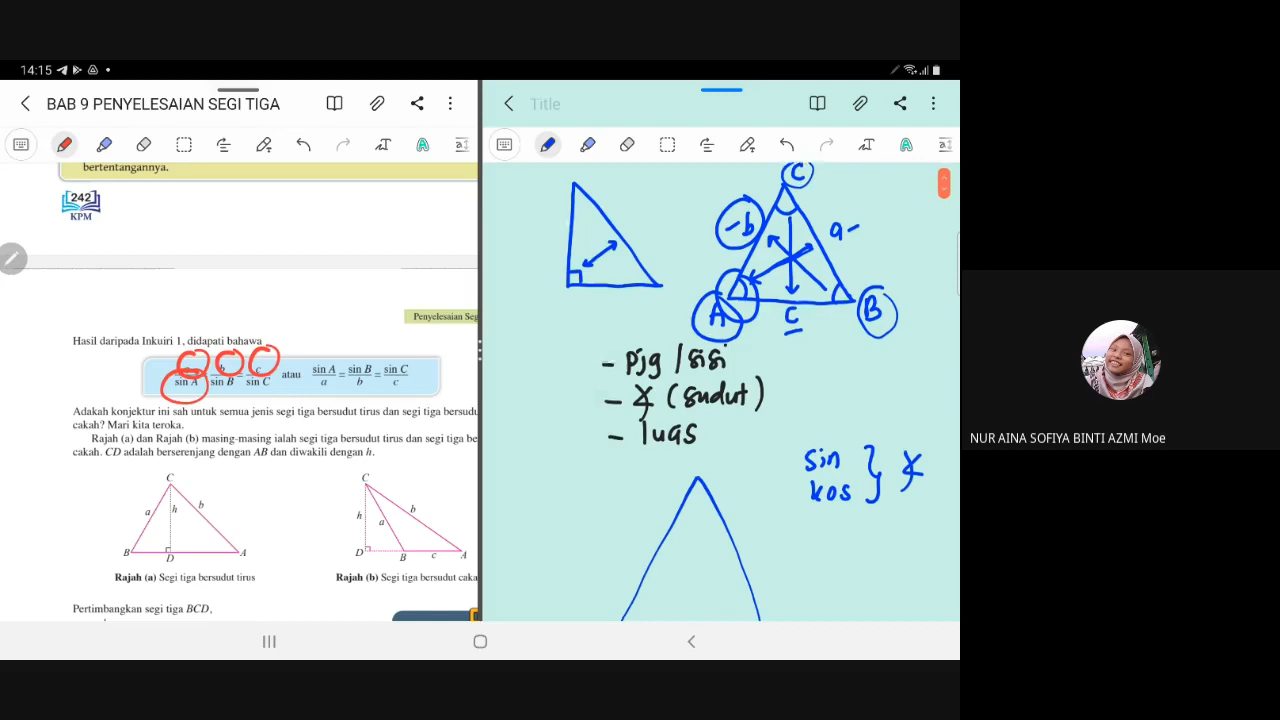 14:15
BAB 9 PENYELESAIAN SEGI TIGA
bertentangannya.
242
KPM
Penyelesaian Seg
Hasil daripada Inkuiri 1, didapati bahawa
a/sin A = b/sin B = c/sin C atau sin A/a = sin B/b = sin C/c
Adakah konjektur ini sah untuk semua jenis segi tiga bersudut tirus dan segi tiga bersudu
cakah? Mari kita teroka.
Rajah (a) dan Rajah (b) masing-masing ialah segi tiga bersudut tirus dan segi tiga be
cakah. CD adalah berserenjang dengan AB dan diwakili dengan h.
C
a h b
B D A
Rajah (a) Segi tiga bersudut tirus
C
h a b
D B c A
Rajah (b) Segi tiga bersudut caka
Pertimbangkan segi tiga BCD,
Title
C
b a
A c B
- Pjg / sisi
- ∡ (sudut)
- luas
sin
kos } ∡
NUR AINA SOFIYA BINTI AZMI Moe